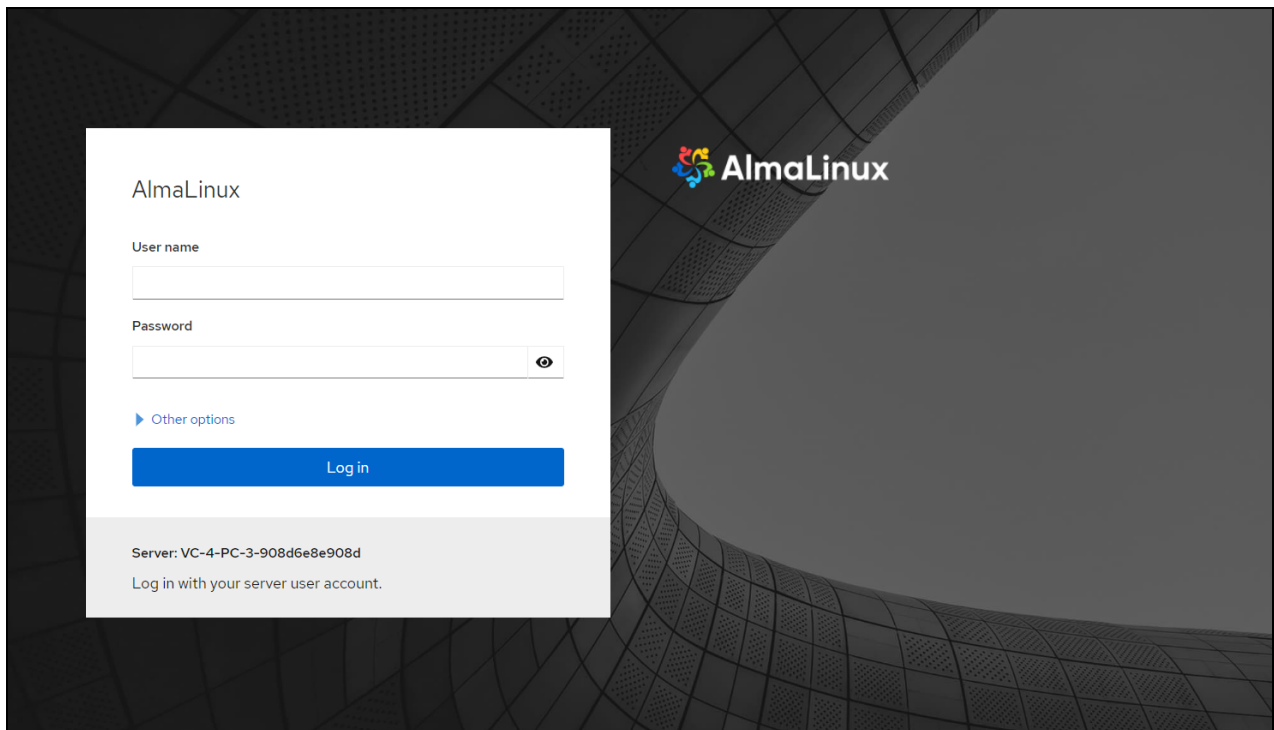 AlmaLinux
User name
Password
Other options
Log in
Server: VC-4-PC-3-908d6e8e908d
Log in with your server user account.
AlmaLinux